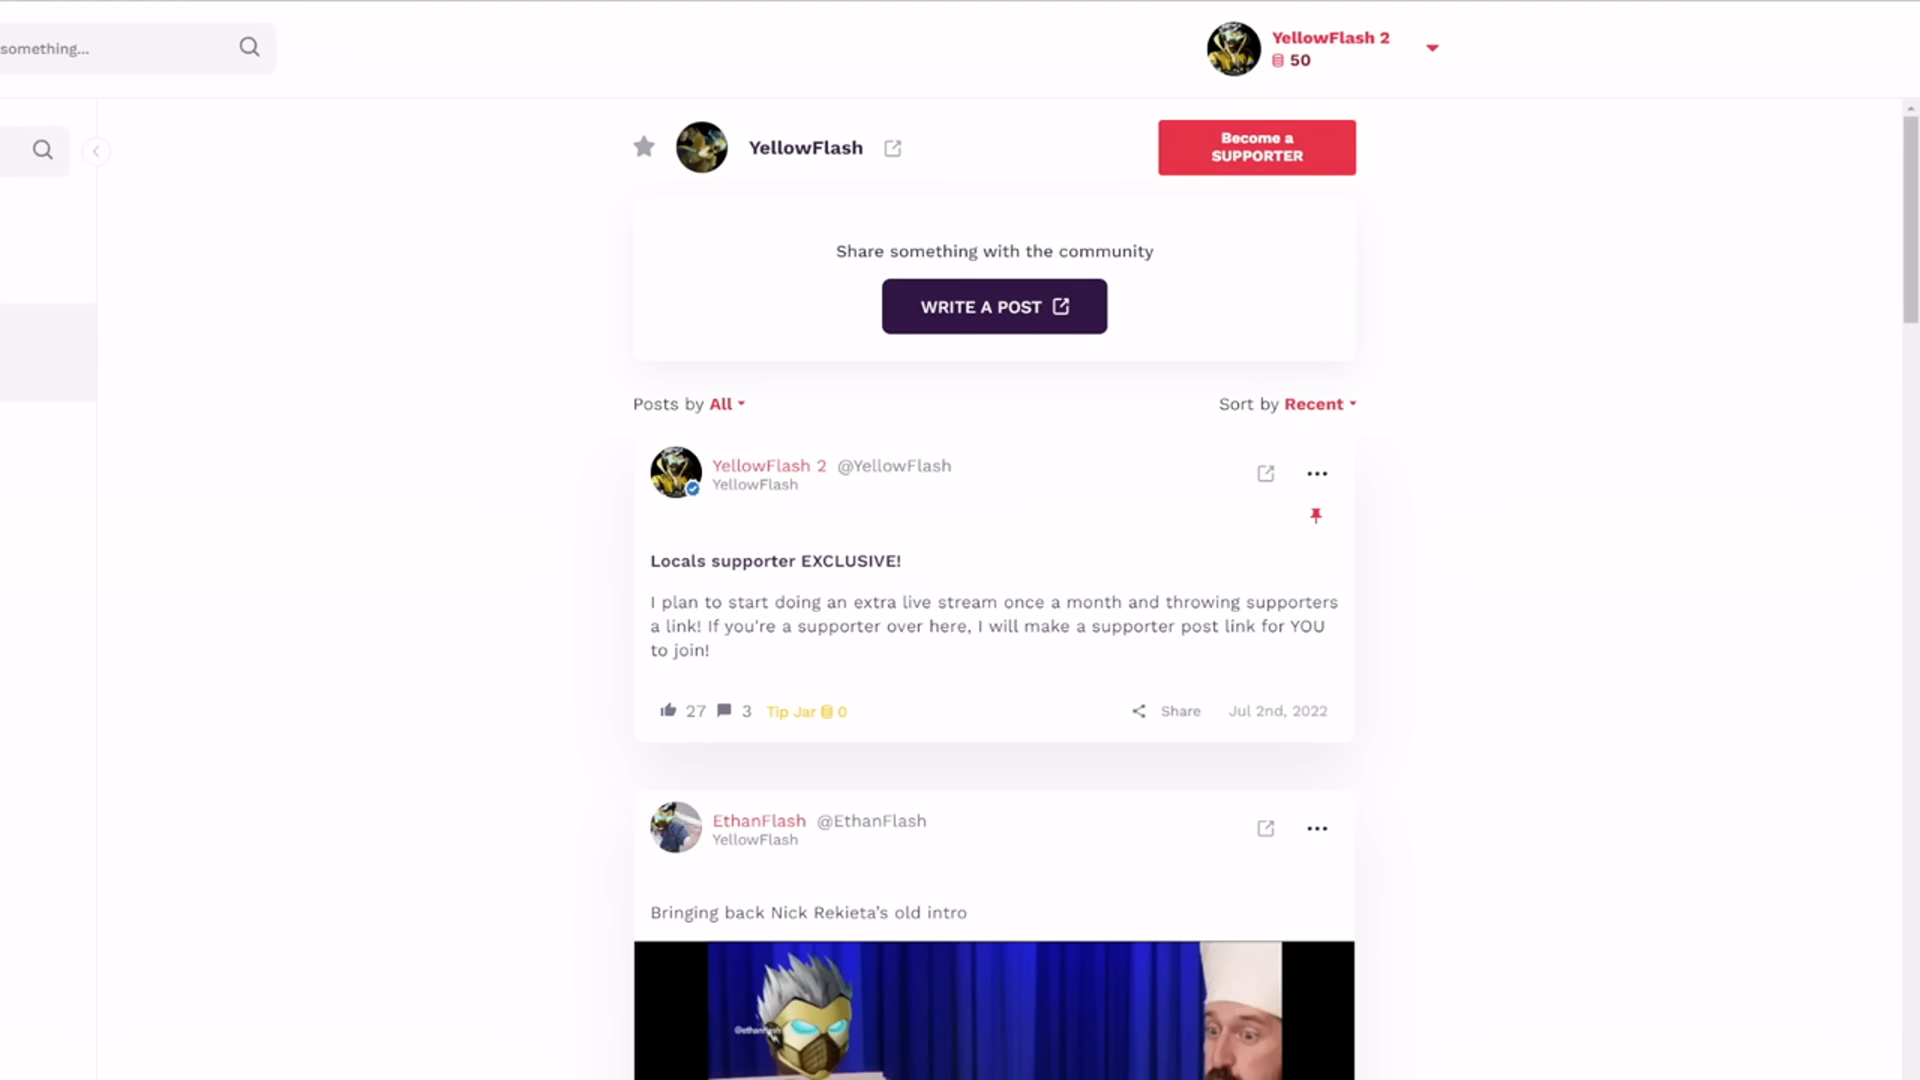 something...
YellowFlash 2
50
YellowFlash
Become a
SUPPORTER
Share something with the community
WRITE A POST
Posts by All
Sort by Recent
YellowFlash 2 @YellowFlash
YellowFlash
Locals supporter EXCLUSIVE!
I plan to start doing an extra live stream once a month and throwing supporters
a link! If you're a supporter over here, I will make a supporter post link for YOU
to join!
27 3 Tip Jar 0
Share Jul 2nd, 2022
EthanFlash @EthanFlash
YellowFlash
Bringing back Nick Rekieta's old intro
@ethanflash